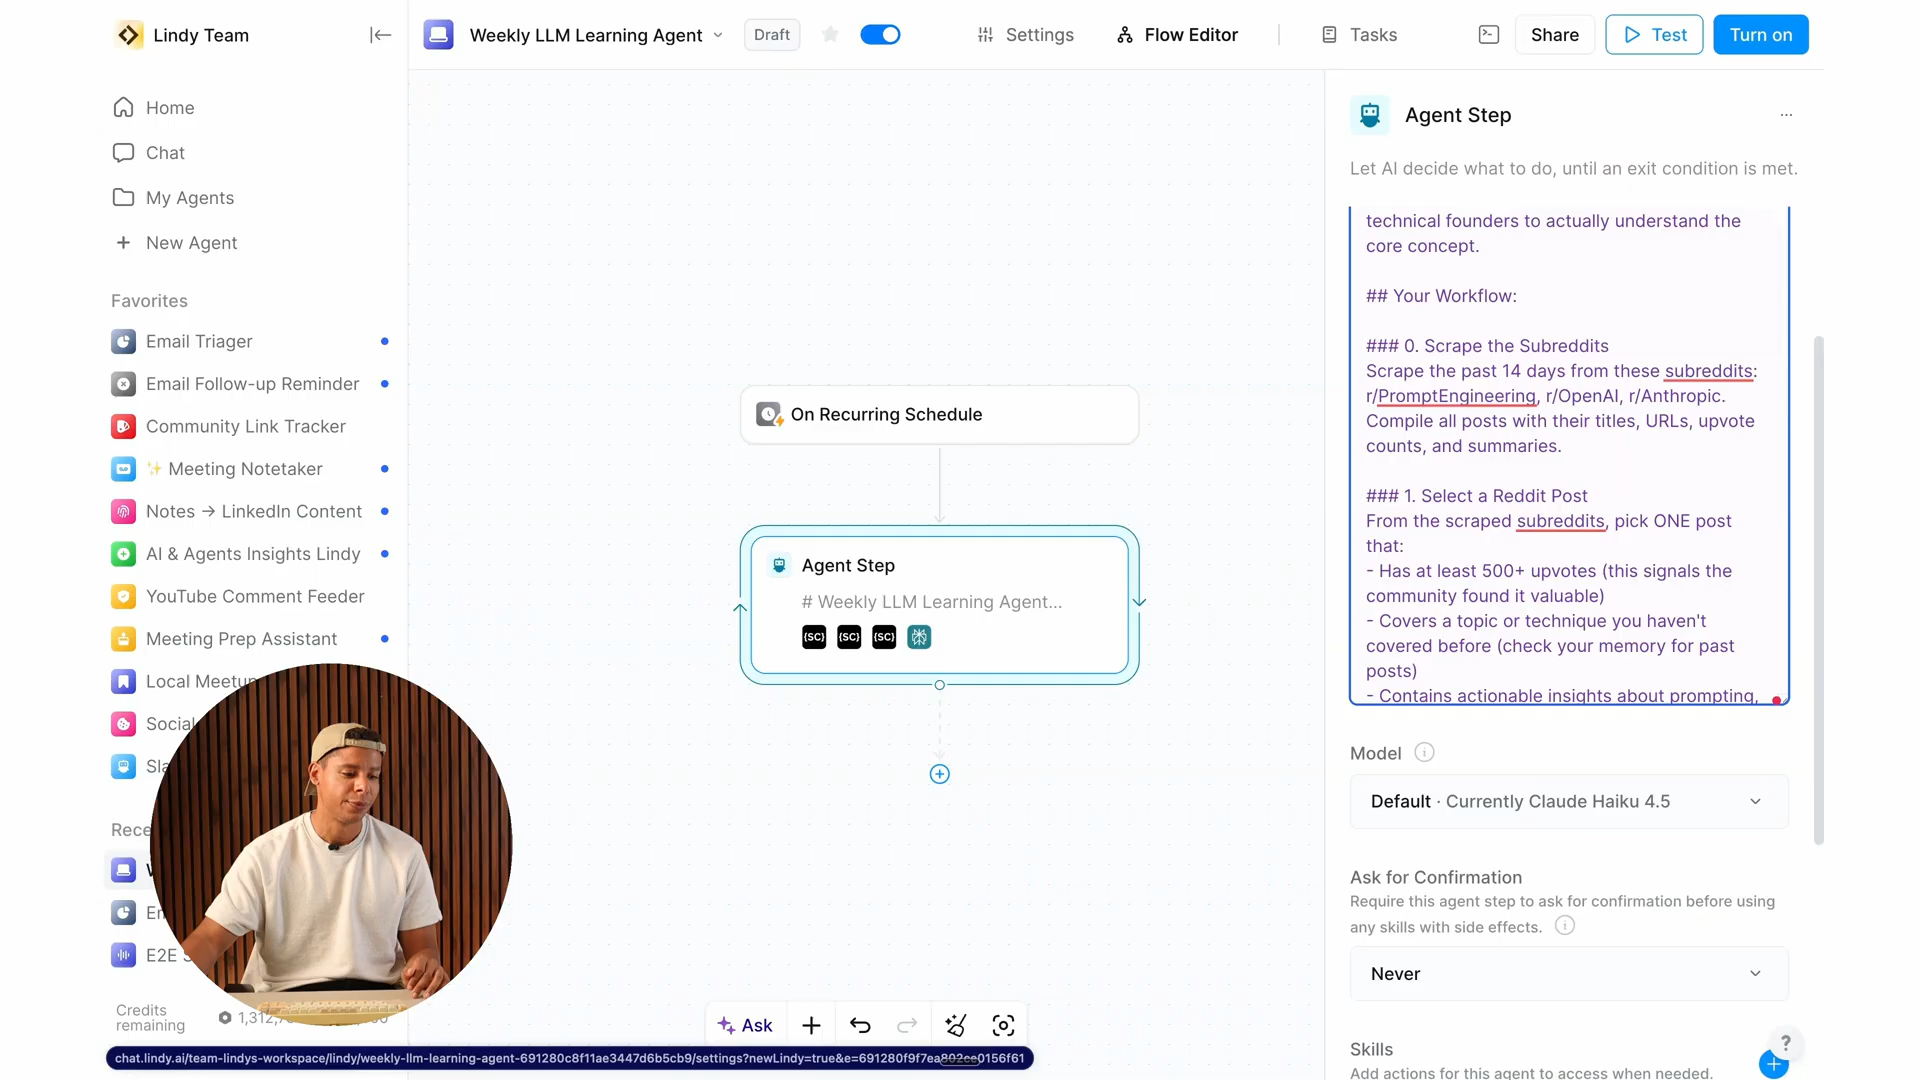 Lindy Team
Weekly LLM Learning Agent
Draft
Settings
Flow Editor
Tasks
Share
Test
Turn on
Home
Chat
My Agents
New Agent
Favorites
Email Triager
Email Follow-up Reminder
Community Link Tracker
✨ Meeting Notetaker
Notes → LinkedIn Content
AI & Agents Insights Lindy
YouTube Comment Feeder
Meeting Prep Assistant
Local Meetup
Social
Sla
Rece
E2E S
Credits
remaining
On Recurring Schedule
Agent Step
# Weekly LLM Learning Agent...
{SC} {SC} {SC}
Ask
Agent Step
Let AI decide what to do, until an exit condition is met.
technical founders to actually understand the
core concept.
## Your Workflow:
### 0. Scrape the Subreddits
Scrape the past 14 days from these subreddits:
r/PromptEngineering, r/OpenAI, r/Anthropic.
Compile all posts with their titles, URLs, upvote
counts, and summaries.
### 1. Select a Reddit Post
From the scraped subreddits, pick ONE post
that:
- Has at least 500+ upvotes (this signals the
community found it valuable)
- Covers a topic or technique you haven't
covered before (check your memory for past
posts)
- Contains actionable insights about prompting,
Model
Default · Currently Claude Haiku 4.5
Ask for Confirmation
Require this agent step to ask for confirmation before using
any skills with side effects.
Never
Skills
Add actions for this agent to access when needed.
?